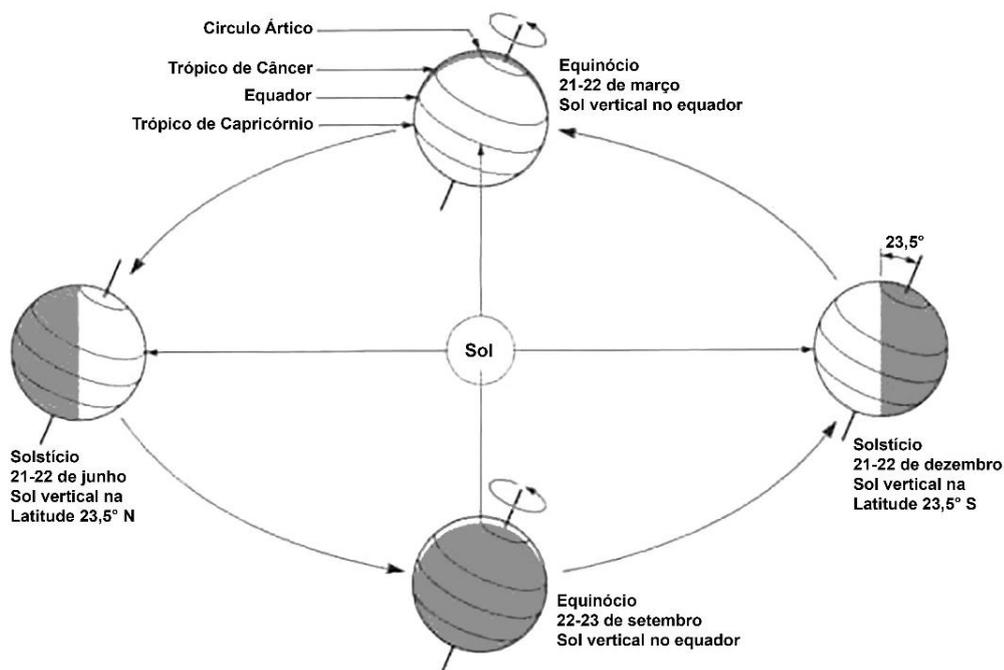 Circulo Ártico
Trópico de Câncer
Equador
Trópico de Capricórnio
Equinócio
21-22 de março
Sol vertical no equador
23,5°
Sol
Solstício
21-22 de junho
Sol vertical na
Latitude 23,5° N
Solstício
21-22 de dezembro
Sol vertical na
Latitude 23,5° S
Equinócio
22-23 de setembro
Sol vertical no equador